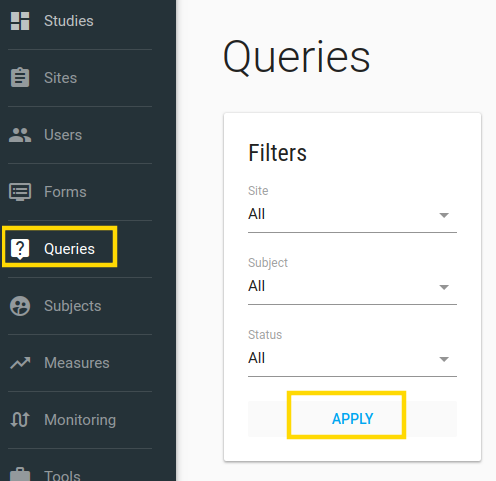 Studies
Sites
Users
Forms
Queries
Subjects
Measures
Monitoring
Tools
Queries
Filters
Site
All
Subject
All
Status
All
APPLY